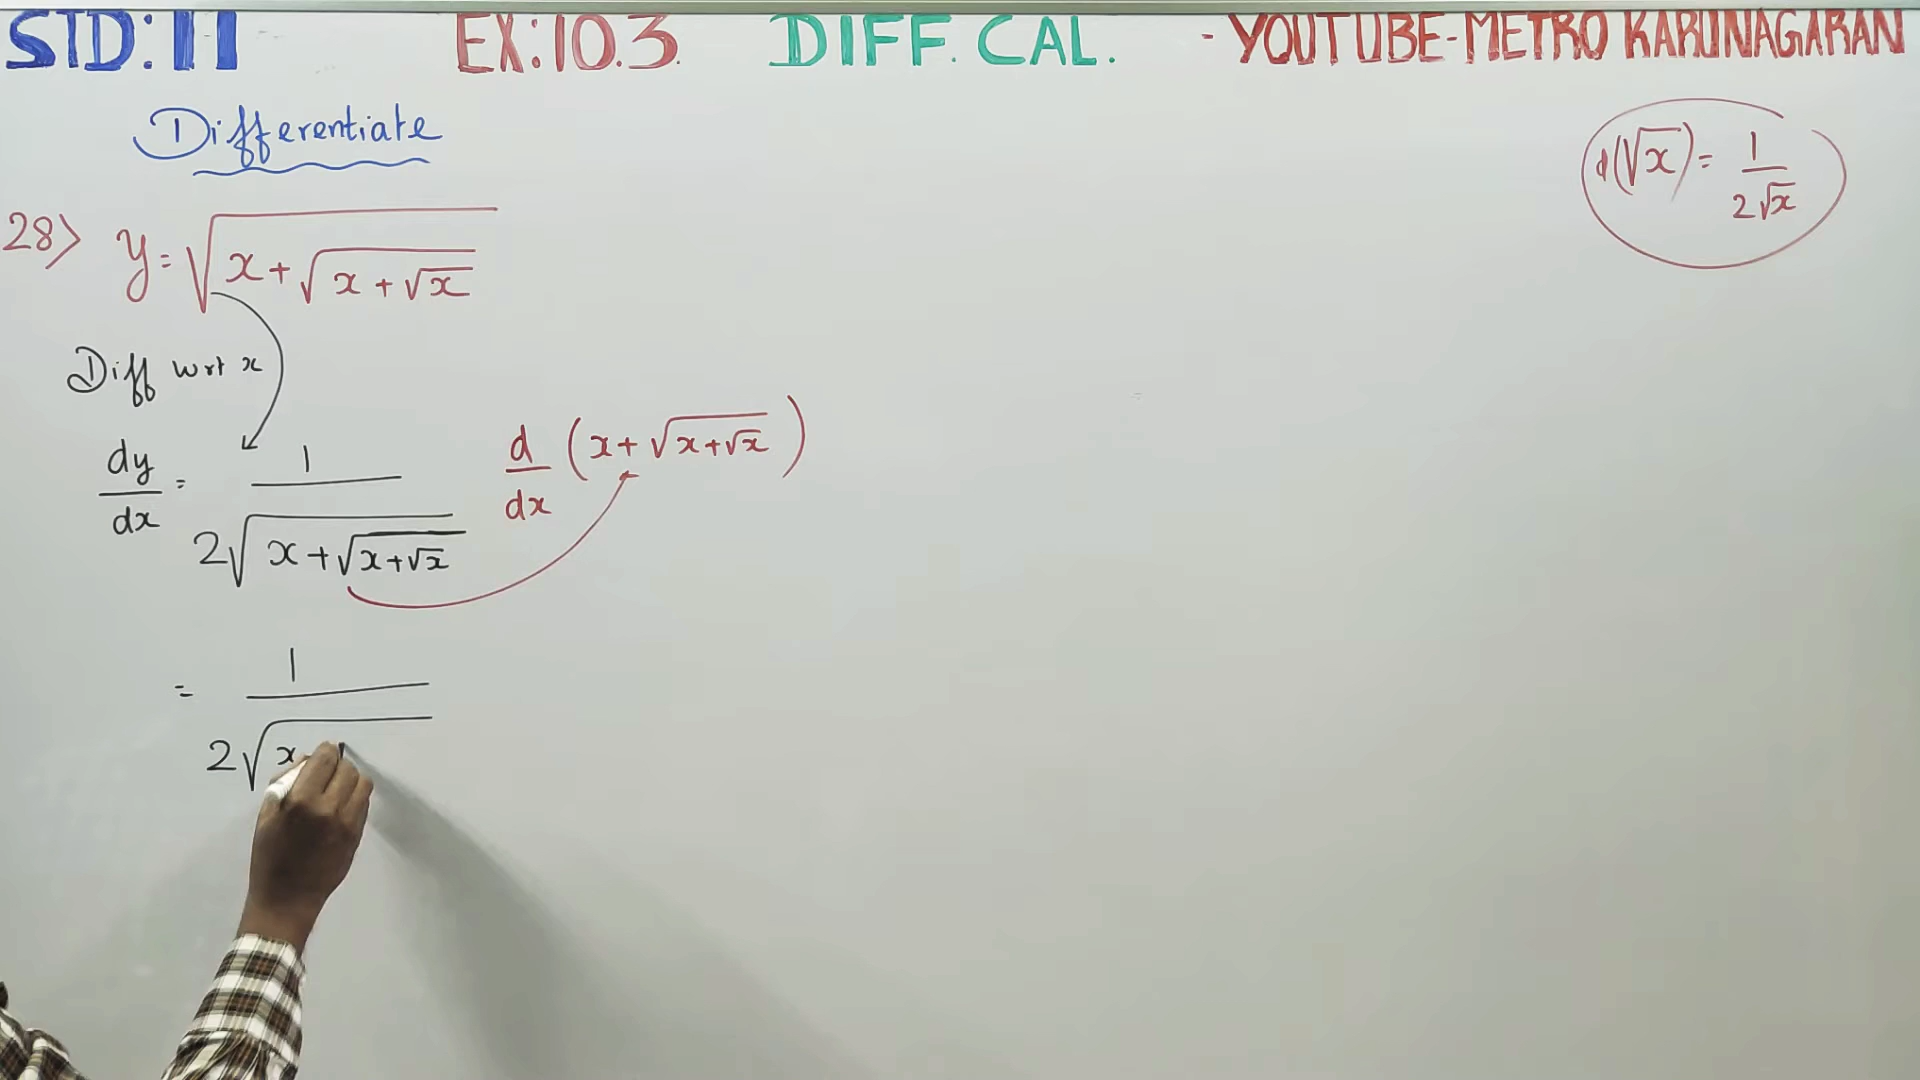 STD: 11 EX: 10.3. DIFF. CAL. - YOUTUBE-METRO KARUNAGARAN
Differentiate
d(√x) = 1/(2√x)
28) y = √(x + √(x + √x))
Diff wrt x
dy/dx = 1/(2√(x + √(x + √x))) d/dx (x + √(x + √x))
= 1/(2√(x